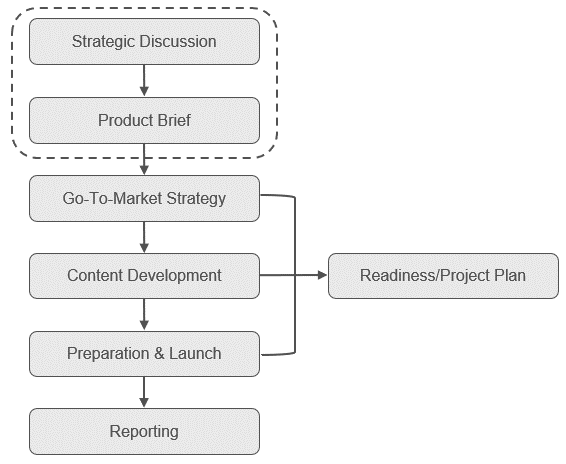 Strategic Discussion
Product Brief
Go-To-Market Strategy
Content Development
Readiness/Project Plan
Preparation & Launch
Reporting